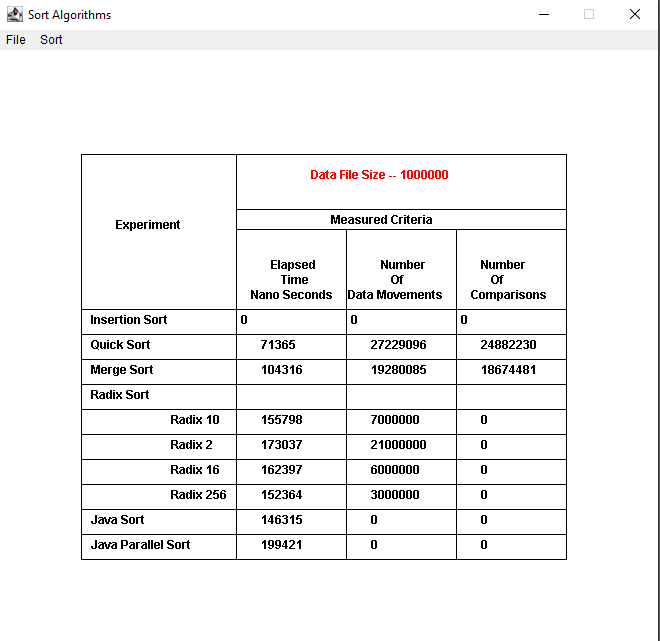 Sort Algorithms
File Sort
Data File Size -- 1000000
Experiment
Measured Criteria
Elapsed Time Nano Seconds
Number Of Data Movements
Number Of Comparisons
Insertion Sort 0 0 0
Quick Sort 71365 27229096 24882230
Merge Sort 104316 19280085 18674481
Radix Sort
Radix 10 155798 7000000 0
Radix 2 173037 21000000 0
Radix 16 162397 6000000 0
Radix 256 152364 3000000 0
Java Sort 146315 0 0
Java Parallel Sort 199421 0 0